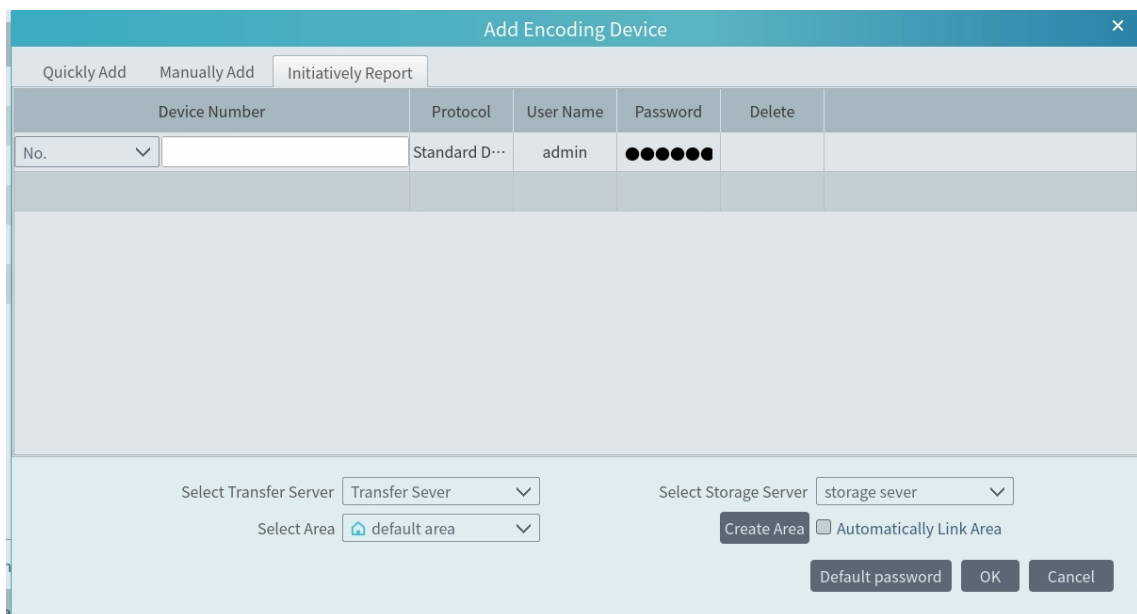 Add Encoding Device
Quickly Add Manually Add Initiatively Report
Device Number Protocol User Name Password Delete
No. Standard D··· admin
Select Transfer Server Transfer Sever Select Storage Server storage sever
Select Area default area Create Area Automatically Link Area
Default password OK Cancel